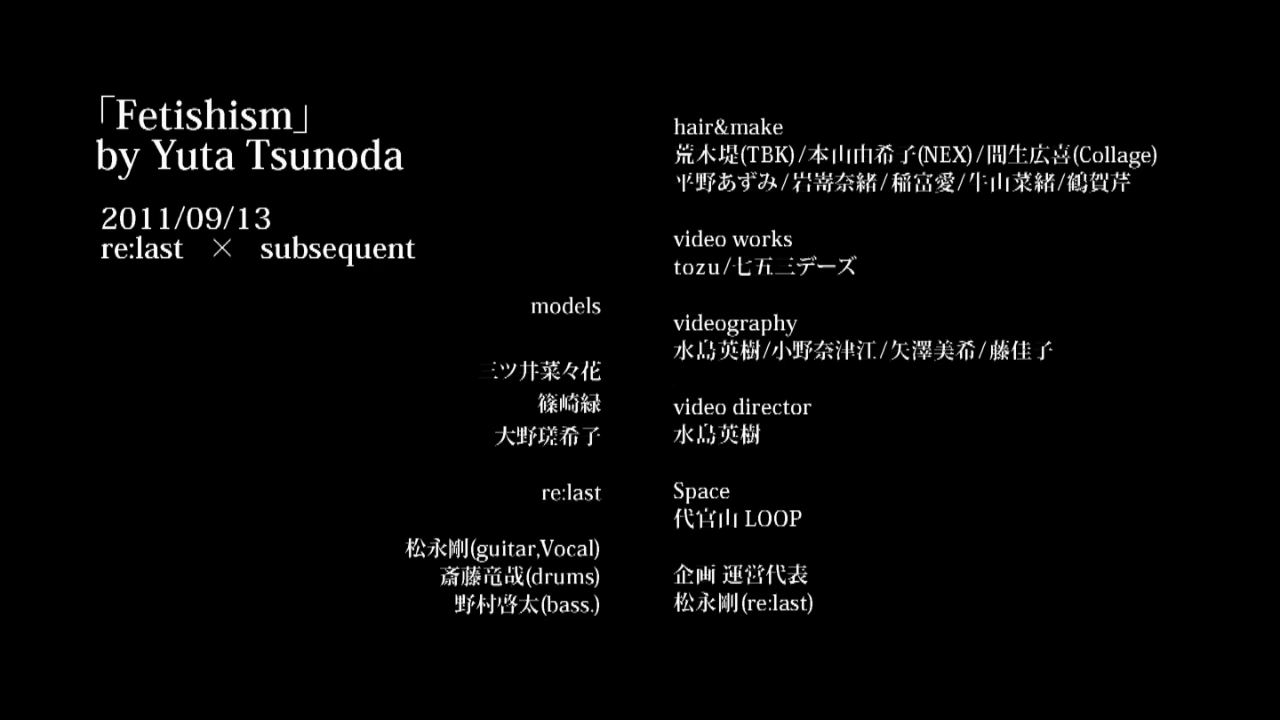 「Fetishism」
by Yuta Tsunoda
2011/09/13
re:last × subsequent
models
三ツ井菜々花
篠崎緑
大野瑳希子
re:last
松永剛(guitar,Vocal)
斎藤竜哉(drums)
野村啓太(bass.)
hair&make
荒木堤(TBK)/本山由希子(NEX)/間生広喜(Collage)
平野あずみ/岩嵜奈緒/稲富愛/牛山菜緒/鶴賀芹
video works
tozu/七五三デーズ
videography
水島英樹/小野奈津江/矢澤美希/藤佳子
video director
水島英樹
Space
代官山 LOOP
企画 運営代表
松永剛(re:last)